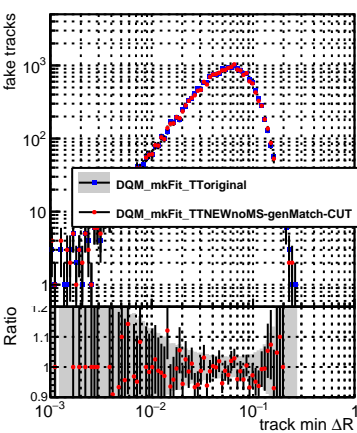 fake tracks
10³
10²
10
1
DQM_mkFit_TToriginal
DQM_mkFit_TTNEWnoMS-genMatch-CUT
Ratio
1.2
1.1
1
0.9
10⁻³
10⁻²
10⁻¹
1
track min ΔR